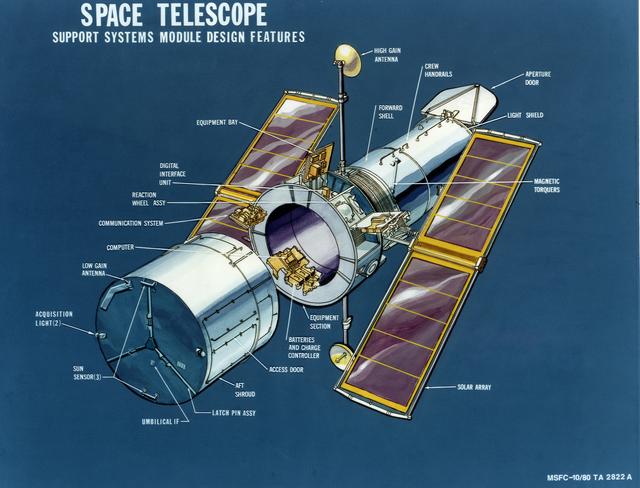 SPACE TELESCOPE
SUPPORT SYSTEMS MODULE DESIGN FEATURES
HIGH GAIN
ANTENNA
CREW
HANDRAILS
APERTURE
DOOR
FORWARD
SHELL
LIGHT SHIELD
EQUIPMENT BAY
DIGITAL
INTERFACE
UNIT
MAGNETIC
TORQUERS
REACTION
WHEEL ASSY
COMMUNICATION SYSTEM
COMPUTER
LOW GAIN
ANTENNA
ACQUISITION
LIGHT(2)
EQUIPMENT
SECTION
BATTERIES
AND CHARGE
CONTROLLER
SUN
SENSOR(3)
ACCESS DOOR
AFT
SHROUD
SOLAR ARRAY
LATCH PIN ASSY
UMBILICAL IF
MSFC-10/80 TA 2822 A